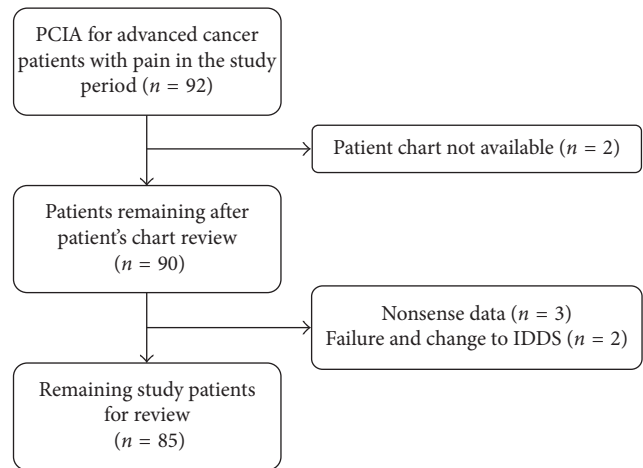 PCIA for advanced cancer
patients with pain in the study
period (n = 92)
Patient chart not available (n = 2)
Patients remaining after
patient's chart review
(n = 90)
Nonsense data (n = 3)
Failure and change to IDDS (n = 2)
Remaining study patients
for review
(n = 85)